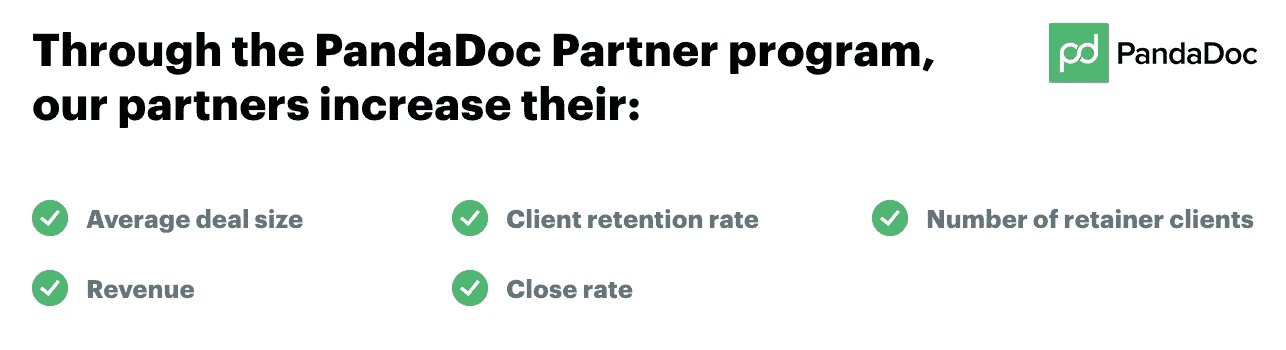 Through the PandaDoc Partner program,
our partners increase their:
pd PandaDoc
Average deal size
Client retention rate
Number of retainer clients
Revenue
Close rate